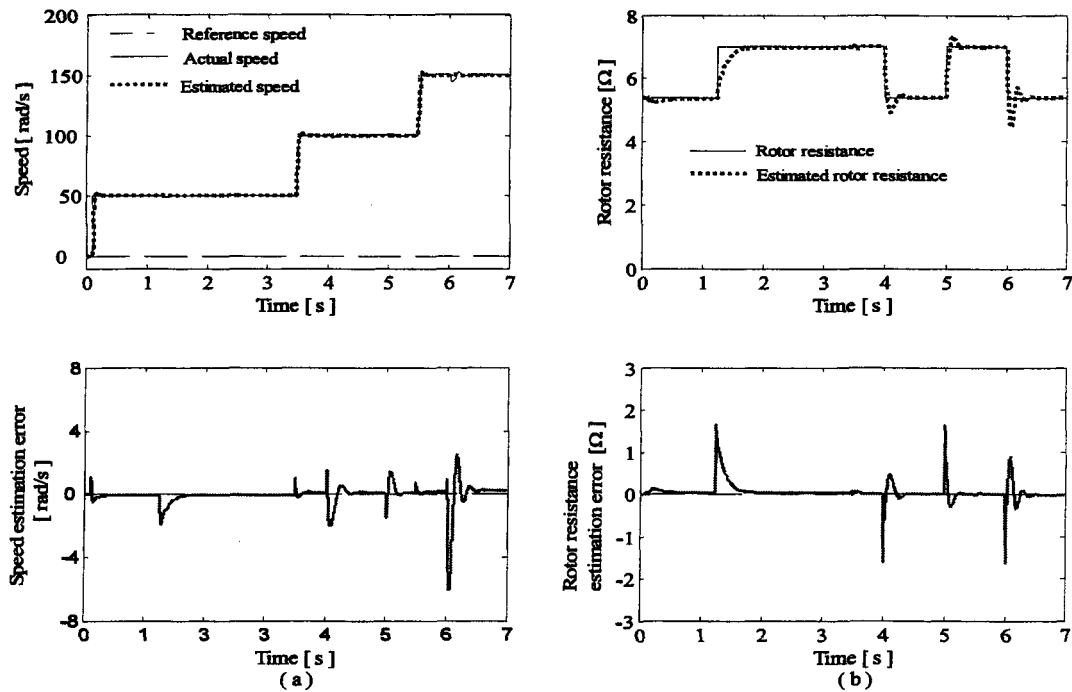 200
150
100
50
0
Speed [ rad/s]
Reference speed
Actual speed
Estimated speed
0 1 2 3 4 5 6 7
Time [ s ]
8
6
4
2
0
Rotor resistance [Ω]
Rotor resistance
Estimated rotor resistance
0 1 2 3 4 5 6 7
Time [ s ]
8
4
0
-4
-8
Speed estimation error
[ rad/s ]
0 1 2 3 4 5 6 7
Time [ s ]
( a )
3
2
1
0
-1
-2
-3
Rotor resistance
estimation error [Ω]
0 1 2 3 4 5 6 7
Time [ s ]
( b )